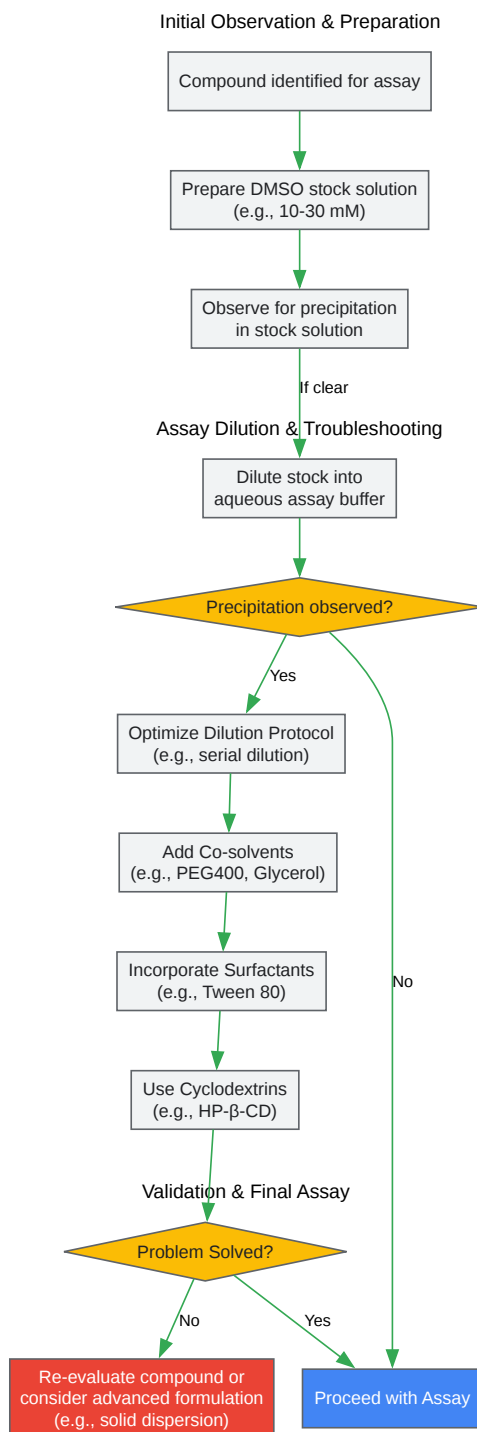 Initial Observation & Preparation
Compound identified for assay
Prepare DMSO stock solution
(e.g., 10-30 mM)
Observe for precipitation
in stock solution
If clear
Assay Dilution & Troubleshooting
Dilute stock into
aqueous assay buffer
Precipitation observed?
Yes
Optimize Dilution Protocol
(e.g., serial dilution)
Add Co-solvents
(e.g., PEG400, Glycerol)
Incorporate Surfactants
(e.g., Tween 80)
No
Use Cyclodextrins
(e.g., HP-β-CD)
Validation & Final Assay
Problem Solved?
No
Yes
Re-evaluate compound or
consider advanced formulation
(e.g., solid dispersion)
Proceed with Assay